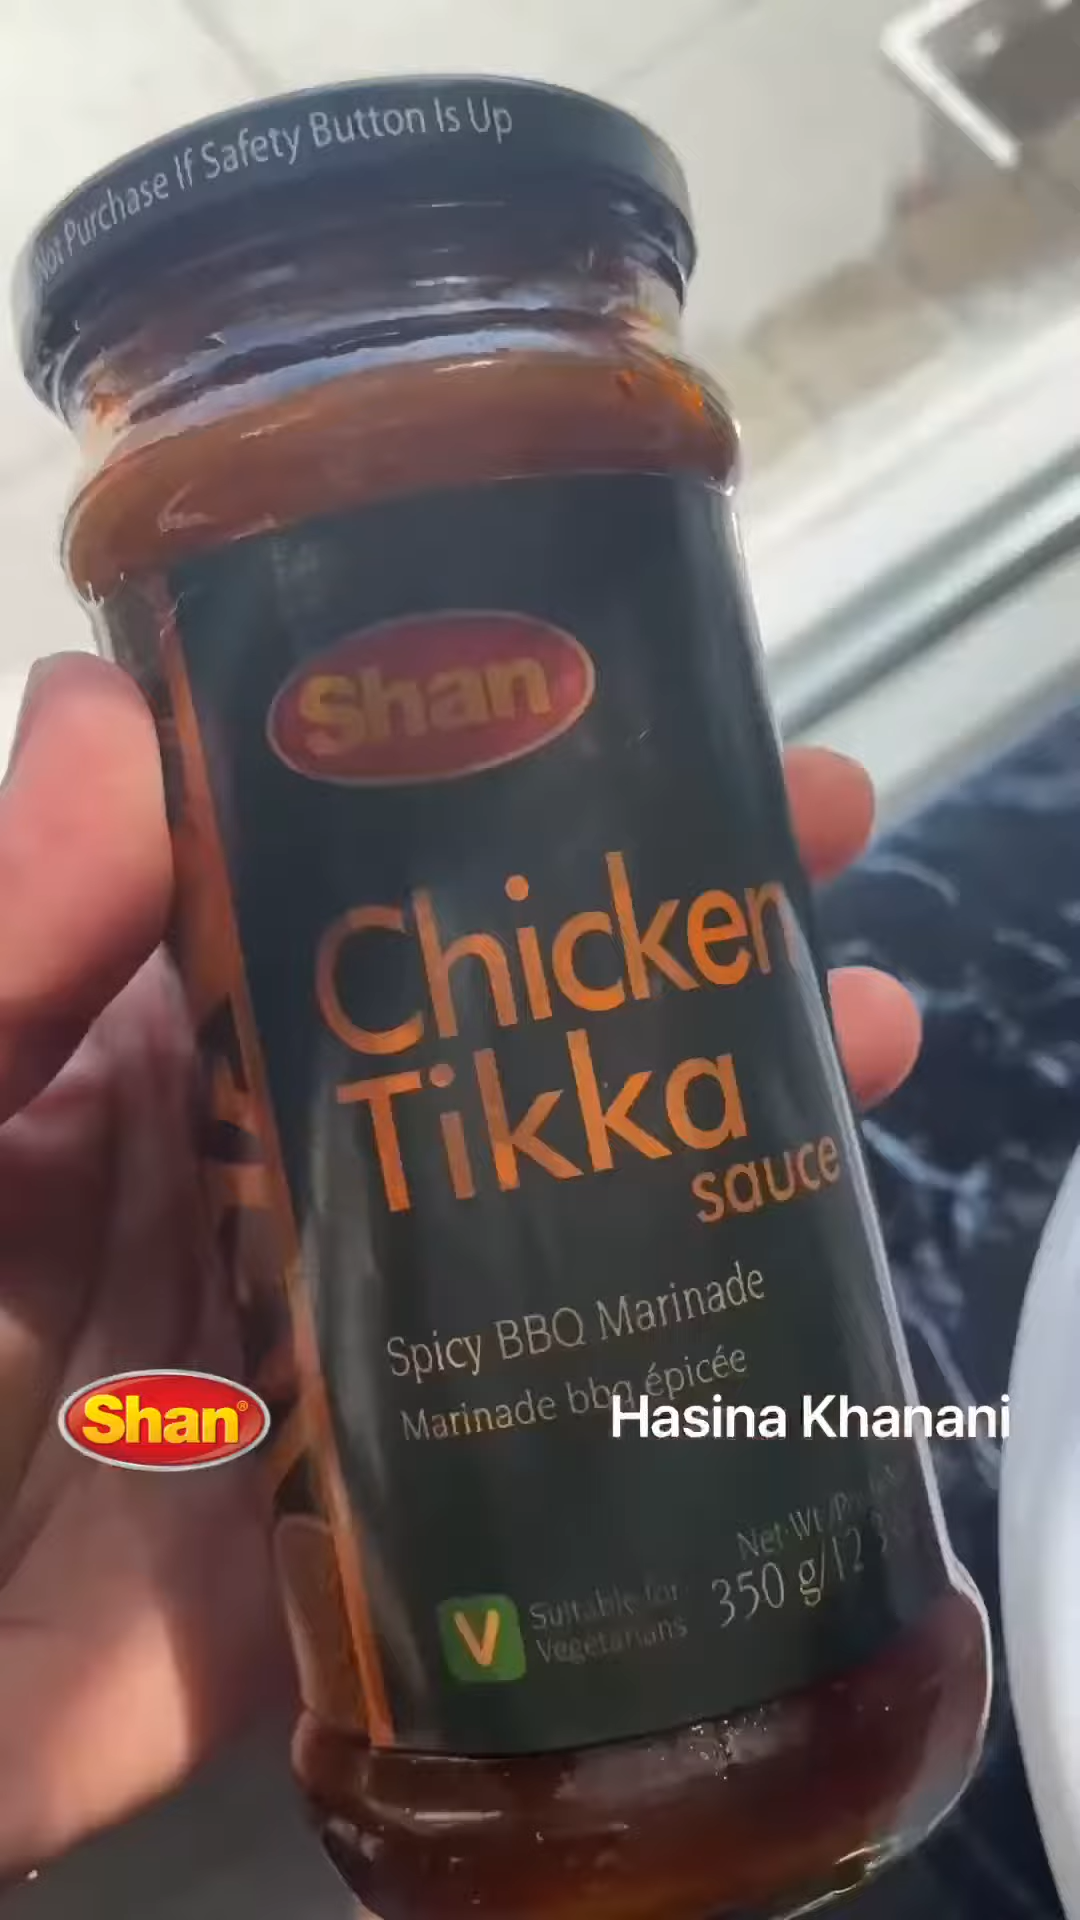 Not Purchase If Safety Button Is Up
Shan
Chicken
Tikka
sauce
Spicy BBQ Marinade
Marinade bbq épicée
Shan®
Hasina Khanani
Net Wt
350 g/12
V
Suitable for
Vegetarians